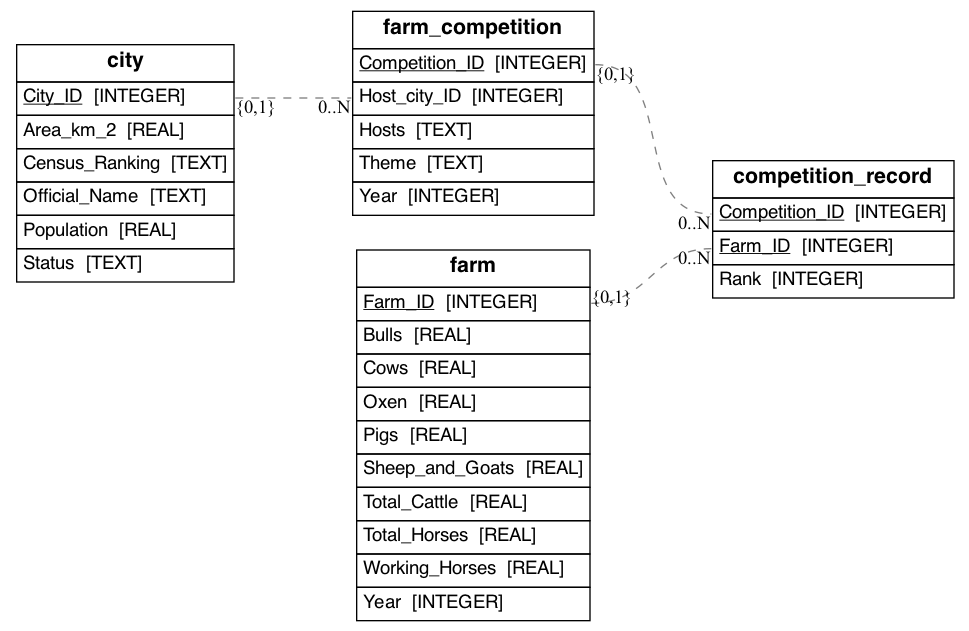 city
City_ID [INTEGER]
Area_km_2 [REAL]
Census_Ranking [TEXT]
Official_Name [TEXT]
Population [REAL]
Status [TEXT]
{0,1}
0..N
farm_competition
Competition_ID [INTEGER]
Host_city_ID [INTEGER]
Hosts [TEXT]
Theme [TEXT]
Year [INTEGER]
{0,1}
0..N
competition_record
Competition_ID [INTEGER]
Farm_ID [INTEGER]
Rank [INTEGER]
0..N
{0,1}
farm
Farm_ID [INTEGER]
Bulls [REAL]
Cows [REAL]
Oxen [REAL]
Pigs [REAL]
Sheep_and_Goats [REAL]
Total_Cattle [REAL]
Total_Horses [REAL]
Working_Horses [REAL]
Year [INTEGER]